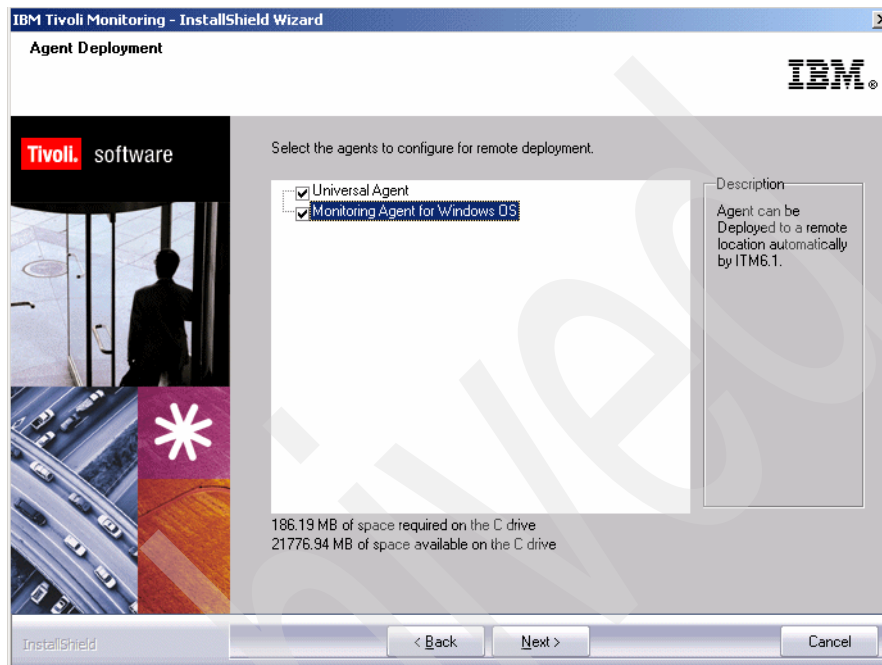 IBM Tivoli Monitoring - InstallShield Wizard
Agent Deployment
IBM®
Tivoli. software
Select the agents to configure for remote deployment.
Universal Agent
Monitoring Agent for Windows OS
Description
Agent can be
Deployed to a remote
location automatically
by ITM6.1.
186.19 MB of space required on the C drive
21776.94 MB of space available on the C drive
InstallShield
< Back
Next >
Cancel
hived